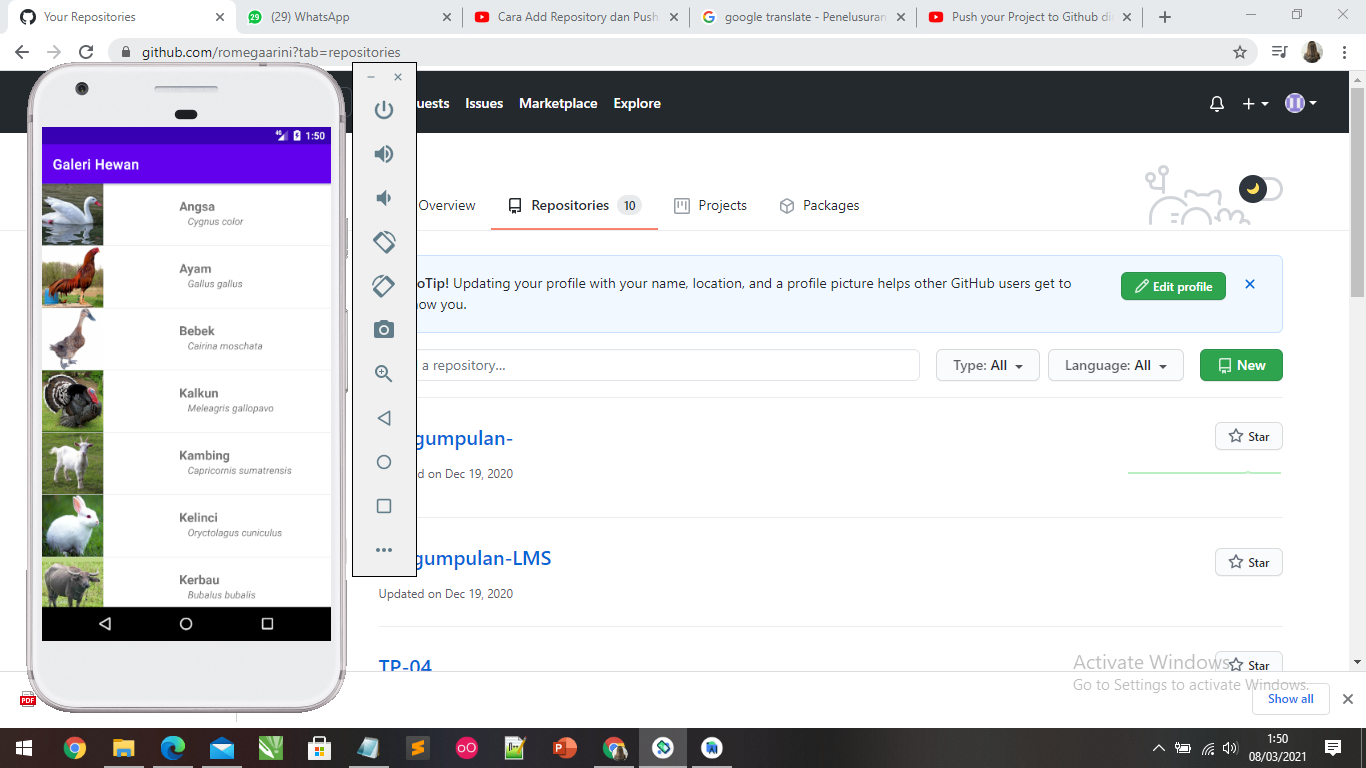 Your Repositories
(29) WhatsApp
Cara Add Repository dan Push
google translate - Penelusuran
Push your Project to Github di
github.com/romegaarini?tab=repositories
uests Issues Marketplace Explore
Overview Repositories 10 Projects Packages
oTip! Updating your profile with your name, location, and a profile picture helps other GitHub users get to
ow you.
Edit profile
a repository...
Type: All
Language: All
New
gumpulan-
Star
d on Dec 19, 2020
gumpulan-LMS
Star
Updated on Dec 19, 2020
TP-04
Star
1:50
Galeri Hewan
Angsa
Cygnus color
Ayam
Gallus gallus
Bebek
Cairina moschata
Kalkun
Meleagris gallopavo
Kambing
Capricornis sumatrensis
Kelinci
Oryctolagus cuniculus
Kerbau
Bubalus bubalis
Activate Windows
Go to Settings to activate Windows.
PDF
Show all
1:50
08/03/2021